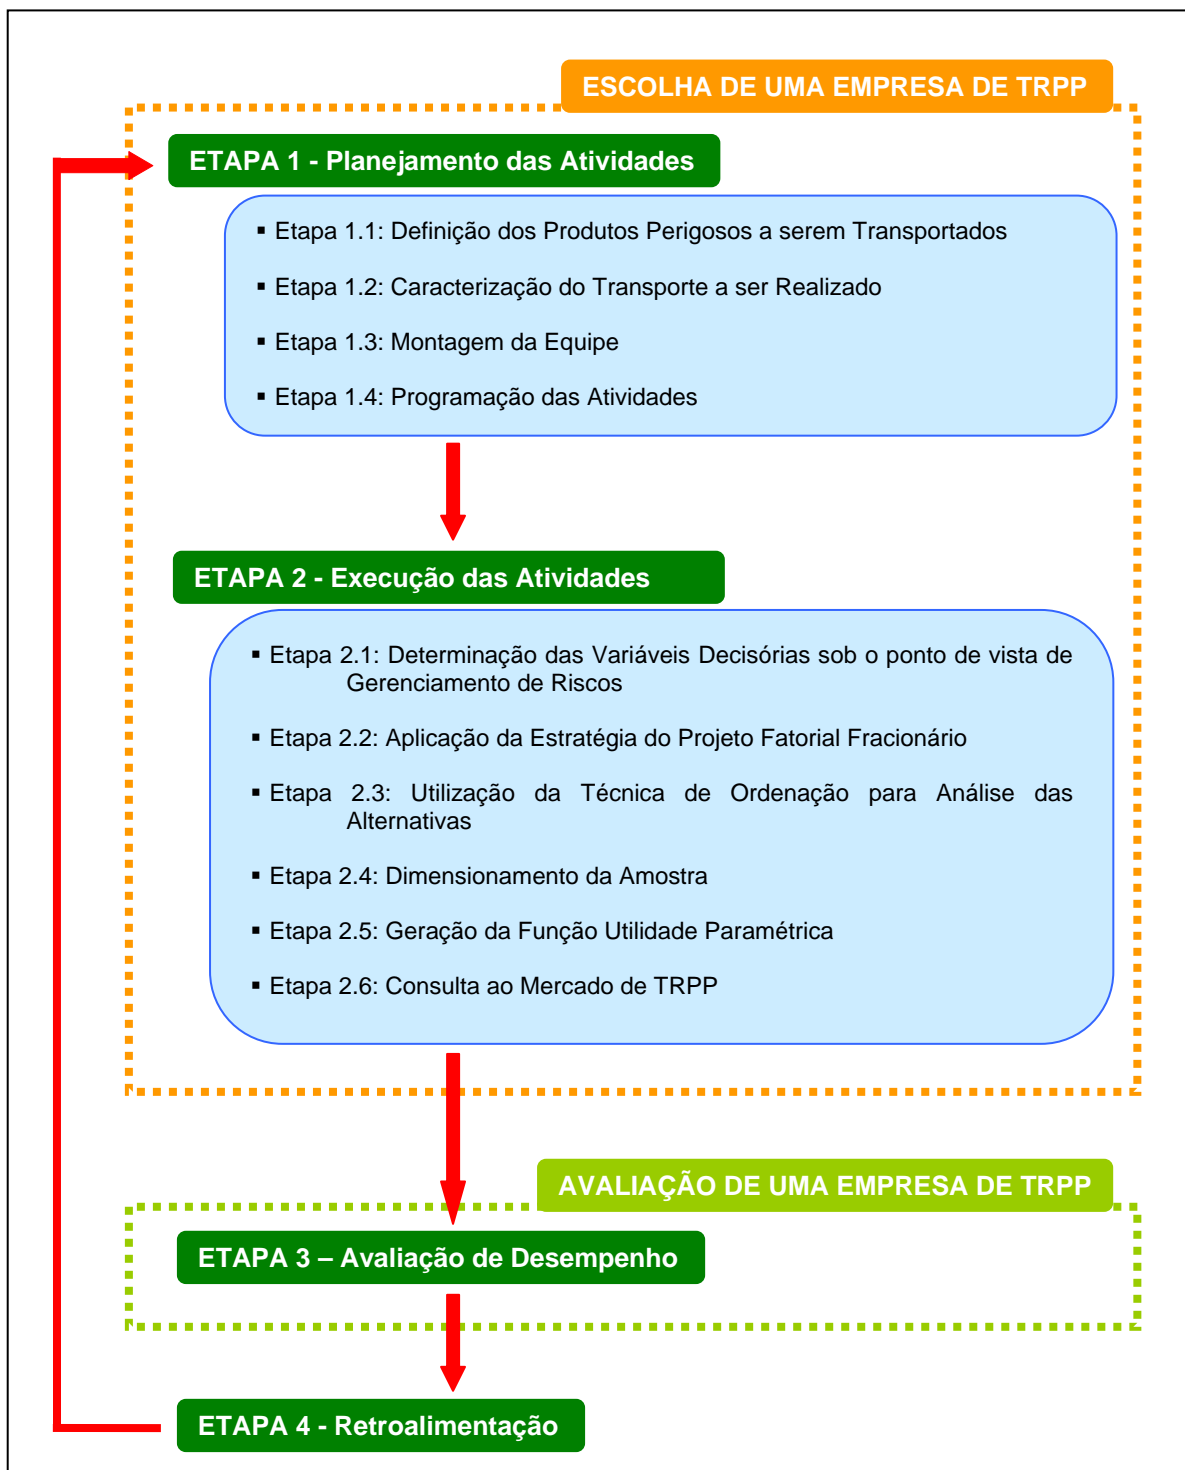 ESCOLHA DE UMA EMPRESA DE TRPP
ETAPA 1 - Planejamento das Atividades
▪ Etapa 1.1: Definição dos Produtos Perigosos a serem Transportados
▪ Etapa 1.2: Caracterização do Transporte a ser Realizado
▪ Etapa 1.3: Montagem da Equipe
▪ Etapa 1.4: Programação das Atividades
ETAPA 2 - Execução das Atividades
▪ Etapa 2.1: Determinação das Variáveis Decisórias sob o ponto de vista de
Gerenciamento de Riscos
▪ Etapa 2.2: Aplicação da Estratégia do Projeto Fatorial Fracionário
▪ Etapa 2.3: Utilização da Técnica de Ordenação para Análise das
Alternativas
▪ Etapa 2.4: Dimensionamento da Amostra
▪ Etapa 2.5: Geração da Função Utilidade Paramétrica
▪ Etapa 2.6: Consulta ao Mercado de TRPP
AVALIAÇÃO DE UMA EMPRESA DE TRPP
ETAPA 3 – Avaliação de Desempenho
ETAPA 4 - Retroalimentação